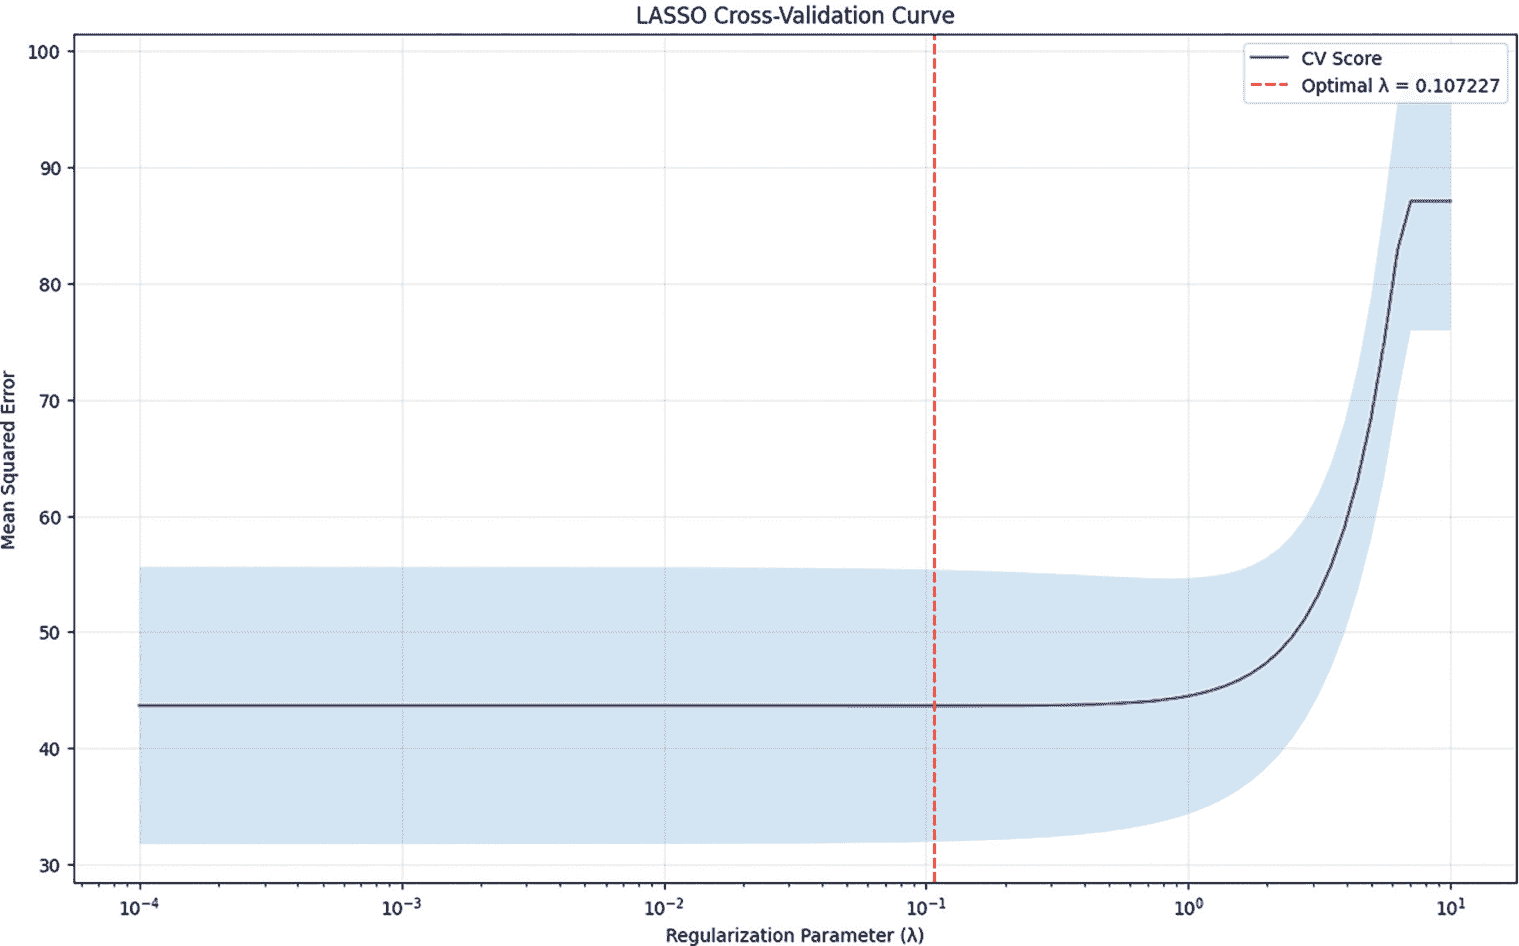 LASSO Cross-Validation Curve
CV Score
Optimal λ = 0.107227
Mean Squared Error
100
90
80
70
60
50
40
30
10⁻⁴
10⁻³
10⁻²
10⁻¹
10⁰
10¹
Regularization Parameter (λ)